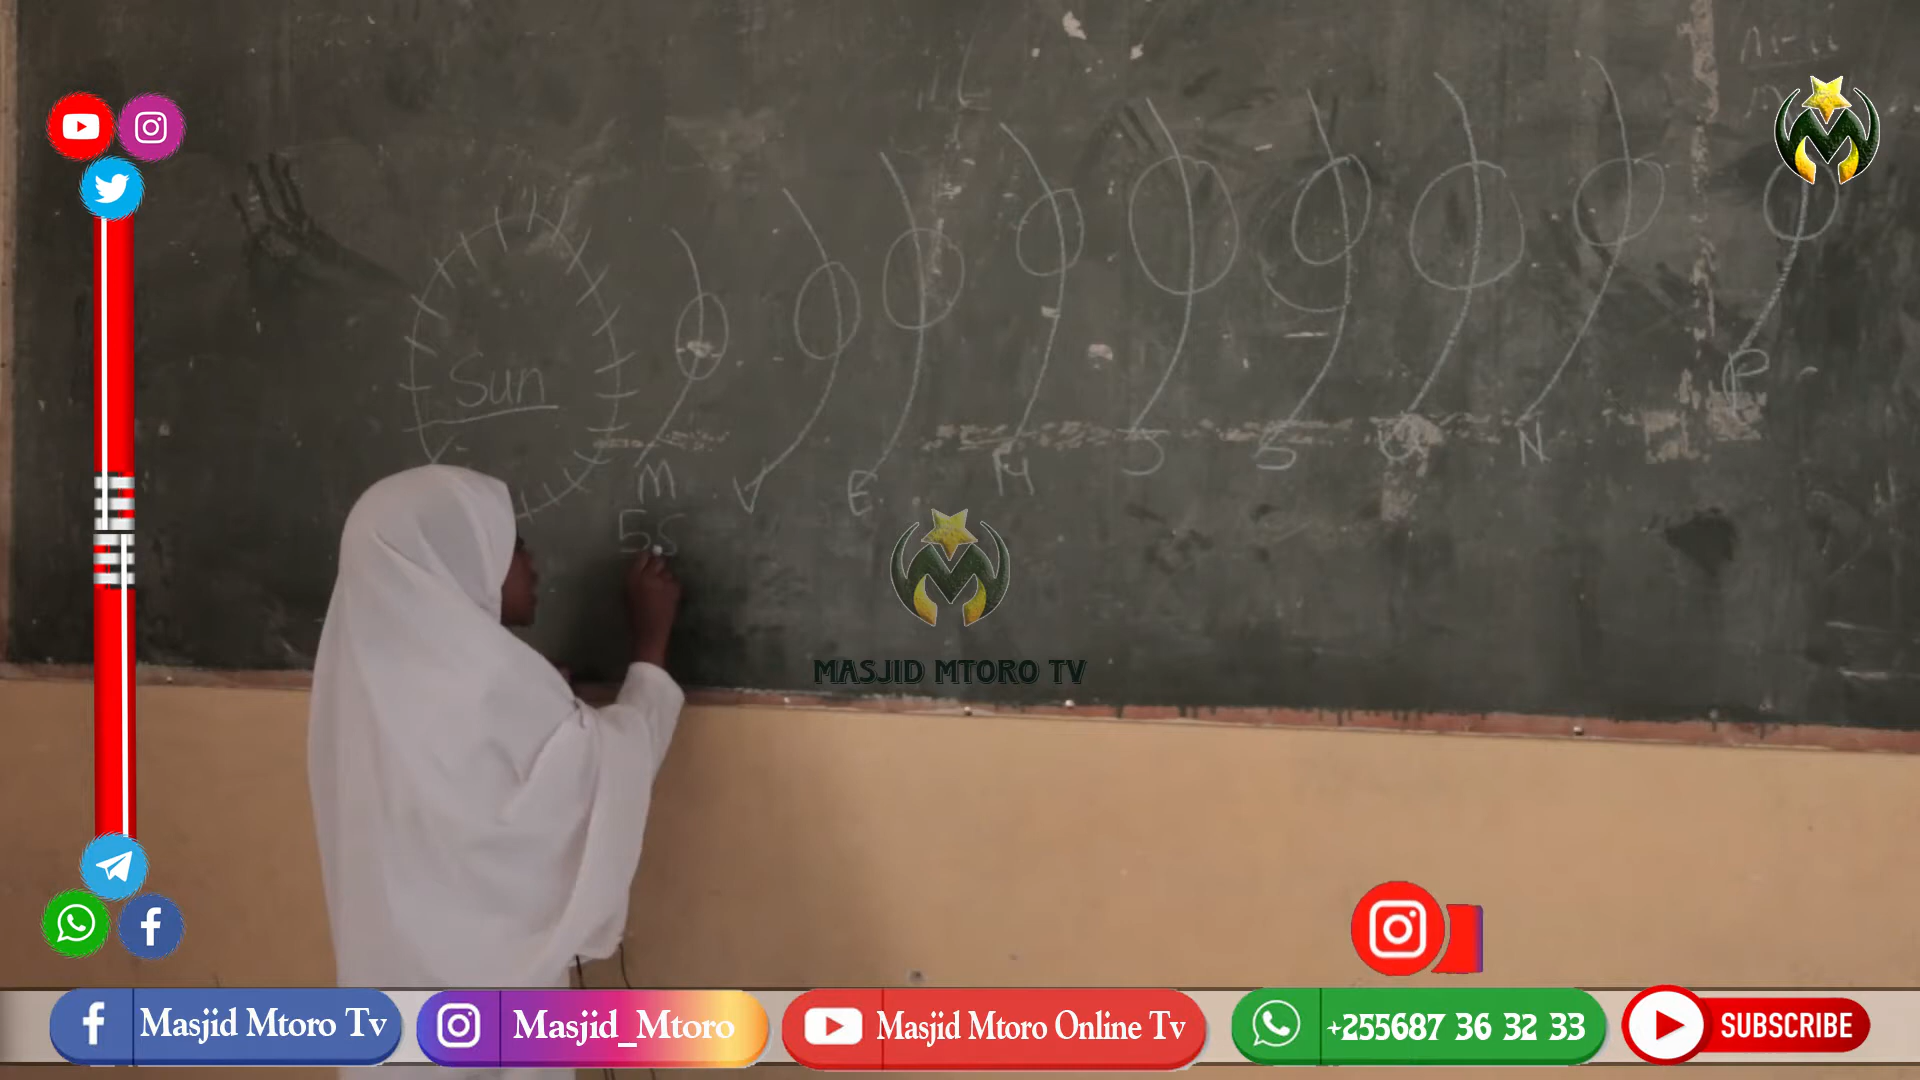 Sun
M V E M J S U N P
55
MASJID MTORO TV
Masjid Mtoro Tv
Masjid_Mtoro
Masjid Mtoro Online Tv
+255687 36 32 33
SUBSCRIBE